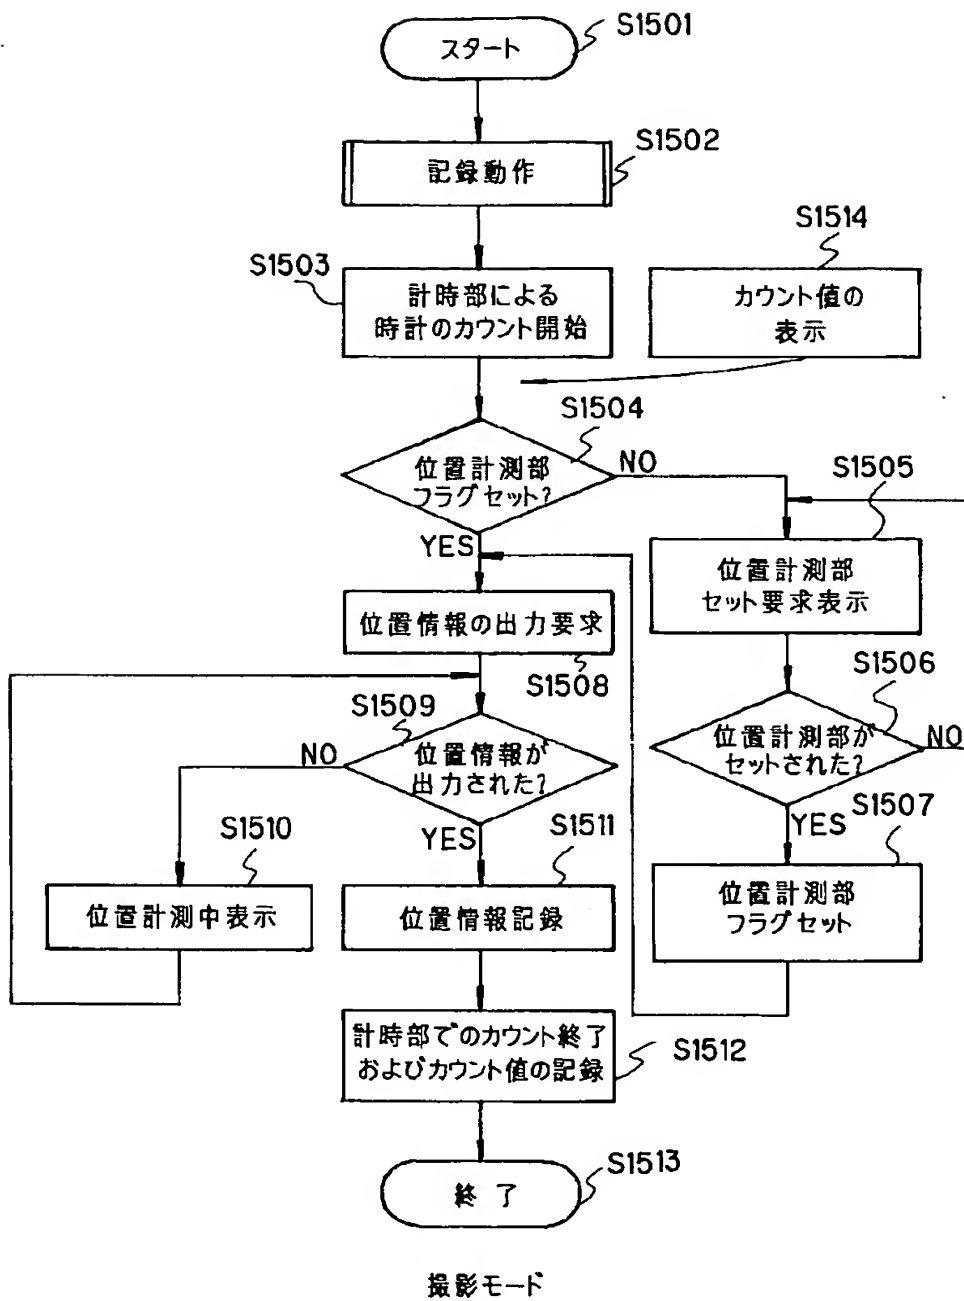 スタート
S1501
記録動作
S1502
S1503
計時部による
時計のカウント開始
S1514
カウント値の
表示
S1504
位置計測部
フラグセット?
NO
YES
S1505
位置計測部
セット要求表示
位置情報の出力要求
S1508
S1506
位置計測部が
セットされた?
NO
YES
S1509
位置情報が
出力された?
NO
YES
S1507
位置計測部
フラグセット
S1510
位置計測中表示
S1511
位置情報記録
計時部でのカウント終了
およびカウント値の記録
S1512
終了
S1513
撮影モード